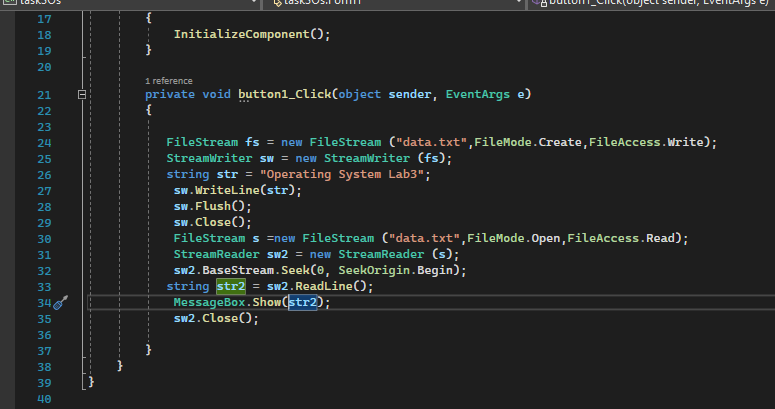 task3Os task3Os.Form1 button1_Click(object sender, EventArgs e)
17 {
18 InitializeComponent();
19 }
20
1 reference
21 private void button1_Click(object sender, EventArgs e)
22 {
23
24 FileStream fs = new FileStream ("data.txt",FileMode.Create,FileAccess.Write);
25 StreamWriter sw = new StreamWriter (fs);
26 string str = "Operating System Lab3";
27 sw.WriteLine(str);
28 sw.Flush();
29 sw.Close();
30 FileStream s =new FileStream ("data.txt",FileMode.Open,FileAccess.Read);
31 StreamReader sw2 = new StreamReader (s);
32 sw2.BaseStream.Seek(0, SeekOrigin.Begin);
33 string str2 = sw2.ReadLine();
34 MessageBox.Show(str2);
35 sw2.Close();
36
37 }
38 }
39 }
40